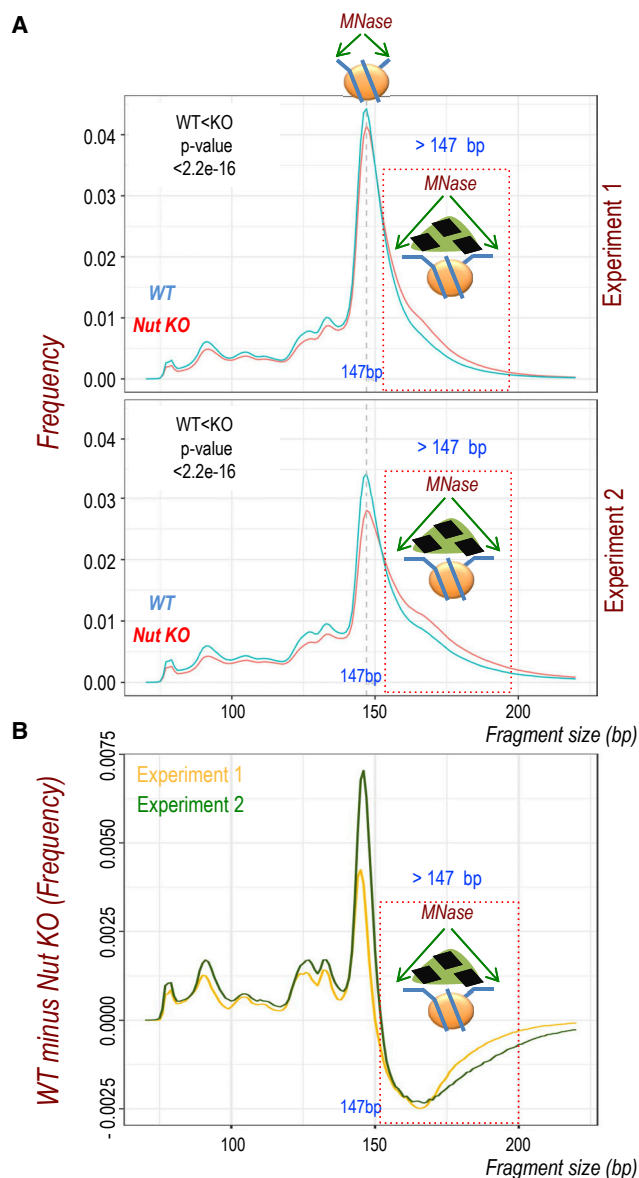 A
MNase
WT<KO
p-value
<2.2e-16
> 147 bp
MNase
WT
Nut KO
147bp
0.04
0.03
0.02
0.01
0.00
Experiment 1
Frequency
WT<KO
p-value
<2.2e-16
> 147 bp
MNase
WT
Nut KO
147bp
0.04
0.03
0.02
0.01
0.00
Experiment 2
100
150
200
Fragment size (bp)
B
Experiment 1
Experiment 2
> 147 bp
MNase
147bp
0.0075
0.0050
0.0025
0.0000
- 0.0025
WT minus Nut KO (Frequency)
100
150
200
Fragment size (bp)